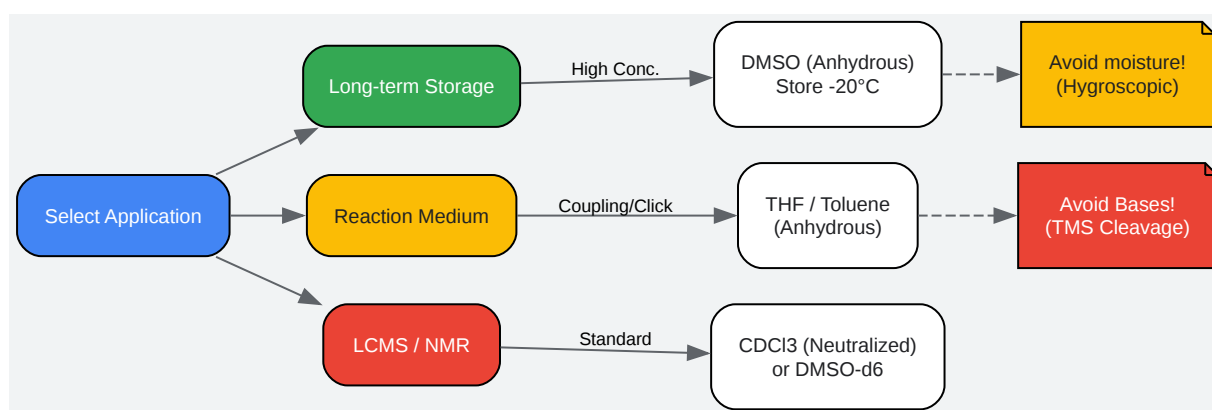 Select Application
Long-term Storage
High Conc.
DMSO (Anhydrous)
Store -20°C
Avoid moisture!
(Hygroscopic)
Reaction Medium
Coupling/Click
THF / Toluene
(Anhydrous)
Avoid Bases!
(TMS Cleavage)
LCMS / NMR
Standard
CDCl3 (Neutralized)
or DMSO-d6